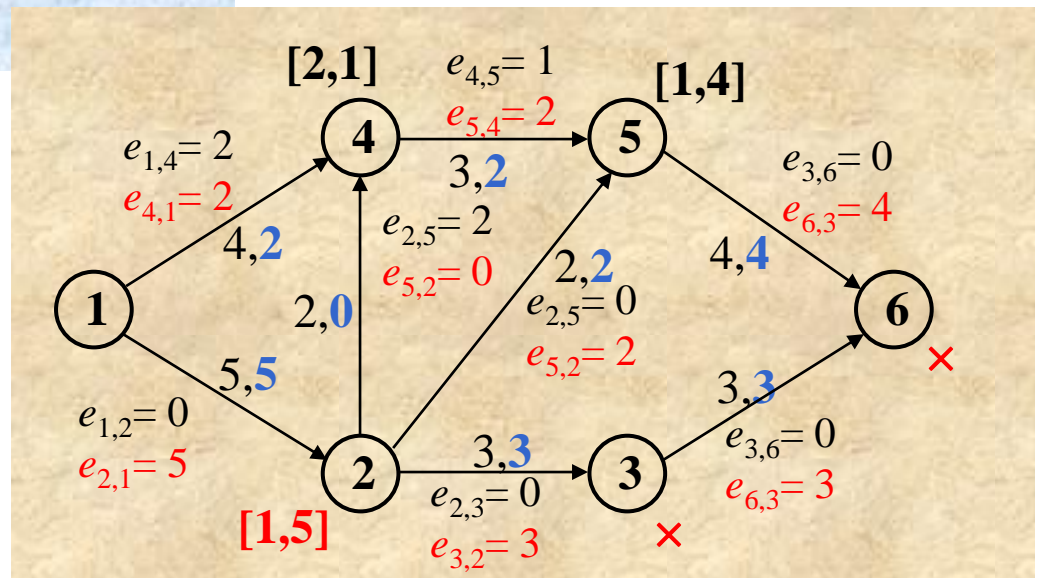 [2,1]
e4,5= 1
e5,4= 2
[1,4]
4
5
3,2
e1,4= 2
e4,1= 2
4,2
e3,6= 0
e6,3= 4
4,4
e2,5= 2
e5,2= 0
2,0
2,2
e2,5= 0
e5,2= 2
1
6
×
5,5
e1,2= 0
e2,1= 5
3,3
e3,6= 0
e6,3= 3
2
3,3
3
e2,3= 0
e3,2= 3
[1,5]
×